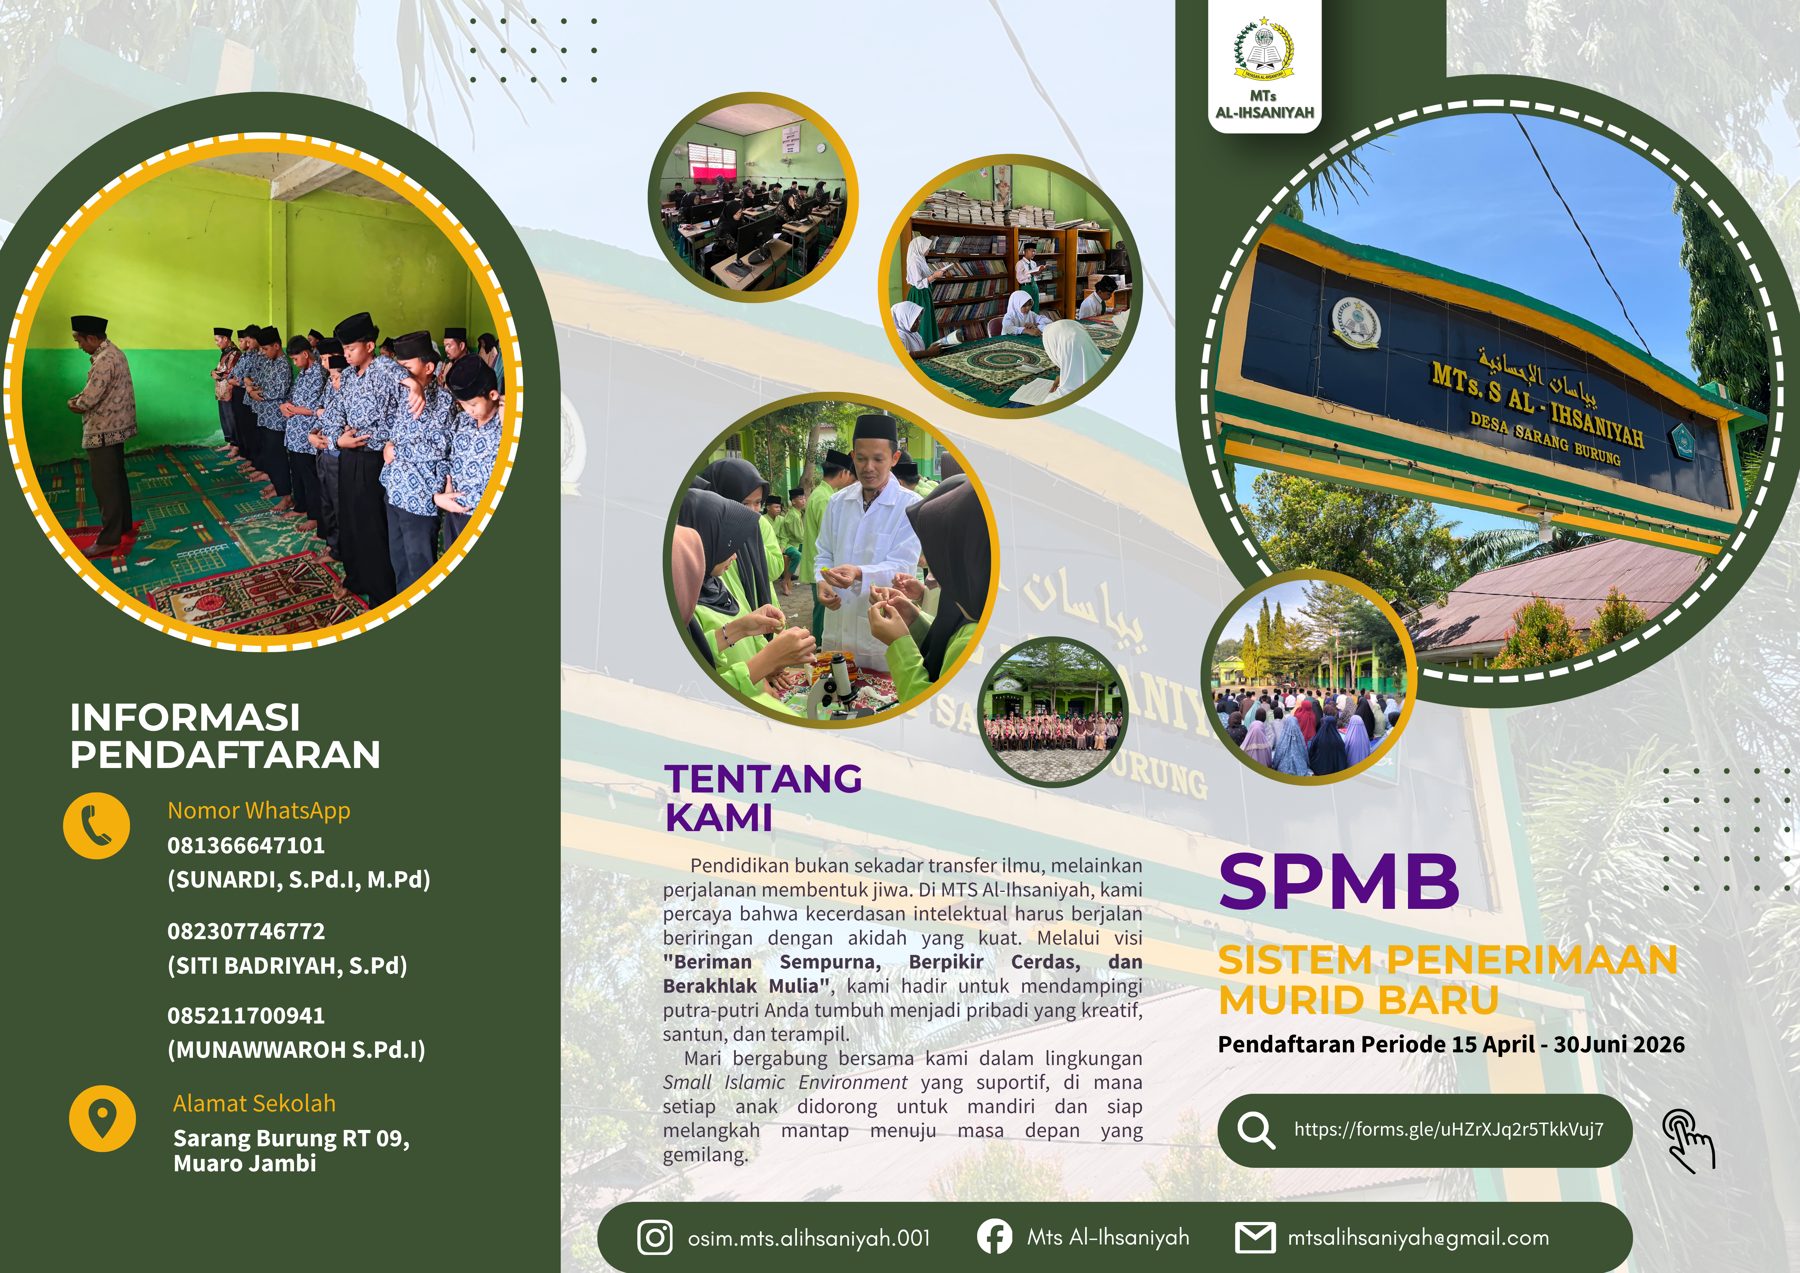 INFORMASI
PENDAFTARAN
Nomor WhatsApp
081366647101
(SUNARDI, S.Pd.I, M.Pd)
082307746772
(SITI BADRIYAH, S.Pd)
085211700941
(MUNAWWAROH S.Pd.I)
Alamat Sekolah
Sarang Burung RT 09,
Muaro Jambi
TENTANG
KAMI
Pendidikan bukan sekadar transfer ilmu, melainkan
perjalanan membentuk jiwa. Di MTS Al-Ihsaniyah, kami
percaya bahwa kecerdasan intelektual harus berjalan
beriringan dengan akidah yang kuat. Melalui visi
"Beriman Sempurna, Berpikir Cerdas, dan
Berakhlak Mulia", kami hadir untuk mendampingi
putra-putri Anda tumbuh menjadi pribadi yang kreatif,
santun, dan terampil.
Mari bergabung bersama kami dalam lingkungan
Small Islamic Environment yang suportif, di mana
setiap anak didorong untuk mandiri dan siap
melangkah mantap menuju masa depan yang
gemilang.
MTs
AL-IHSANIYAH
يياسان الإحسانية
MTs. S AL - IHSANIYAH
DESA SARANG BURUNG
SPMB
SISTEM PENERIMAAN
MURID BARU
Pendaftaran Periode 15 April - 30Juni 2026
https://forms.gle/uHZrXJq2r5TkkVuj7
osim.mts.alihsaniyah.001
Mts Al-Ihsaniyah
mtsalihsaniyah@gmail.com